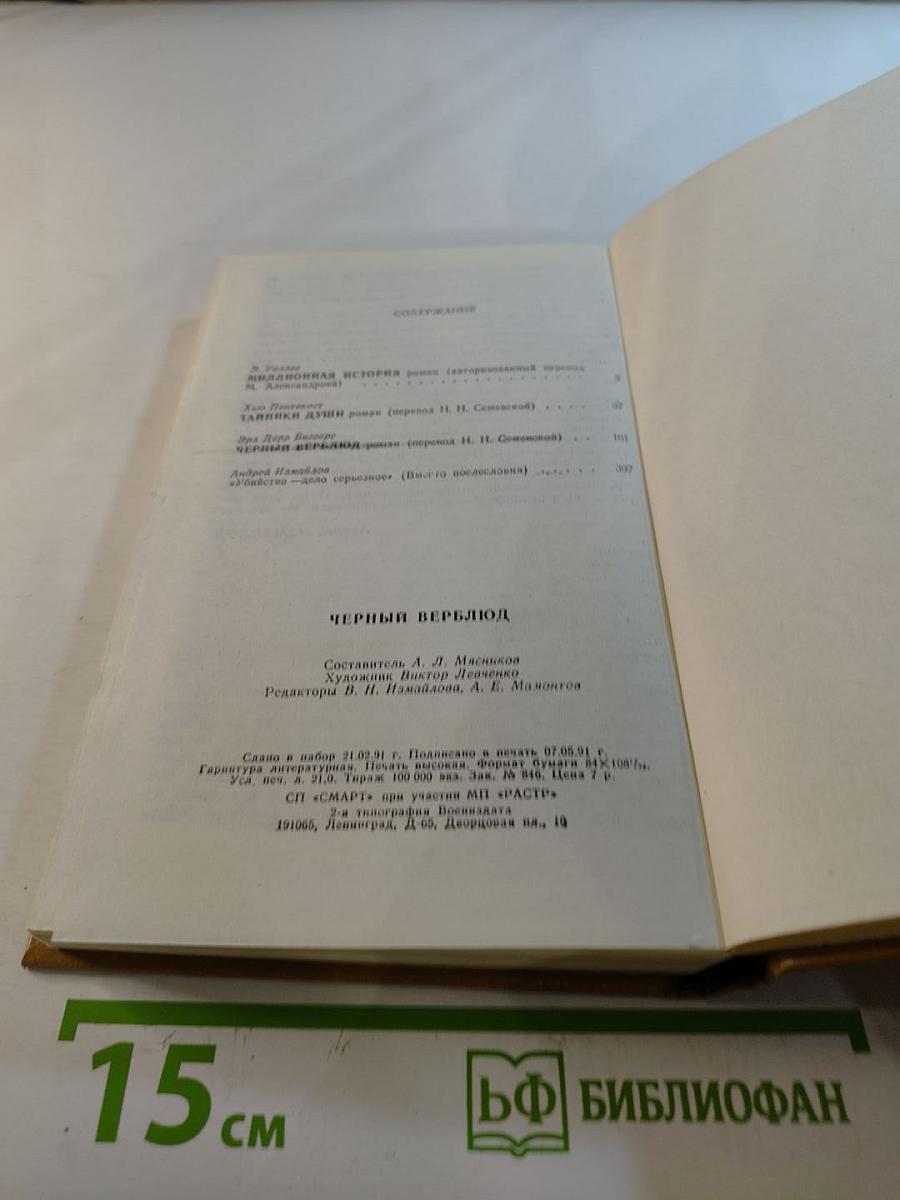 СОДЕРЖАНИЕ
Э. Уоллес
МИЛЛИОННАЯ ИСТОРИЯ роман (авторизованный перевод
М. Александрова) . . . . . . . . . . . . . . . 3
Хью Пентекост
ТАЙНИКИ ДУШИ роман (перевод Н. Н. Семевской) . . . . 97
Эрл Дерр Биггерс
ЧЕРНЫЙ ВЕРБЛЮД роман (перевод Н. Н. Семевской) . . 181
Андрей Измайлов
«Убийство — дело серьезное» (Вместо послесловия) . . . . . . 397
ЧЕРНЫЙ ВЕРБЛЮД
Составитель А. Л. Мясников
Художник Виктор Левченко
Редакторы В. Н. Измайлова, А. Е. Мамонтов
Сдано в набор 21.02.91 г. Подписано в печать 07.05.91 г.
Гарнитура литературная. Печать высокая. Формат бумаги 84×108
Усл. печ. л. 21,0. Тираж 100 000 экз. Зак. № 846. Цена 7 р.
СП «СМАРТ» при участии МП «РАСТР»
2-я типография Воениздата
191065, Ленинград, Д-65, Дворцовая пл., 10
15 см
БФ БИБЛИОФАН